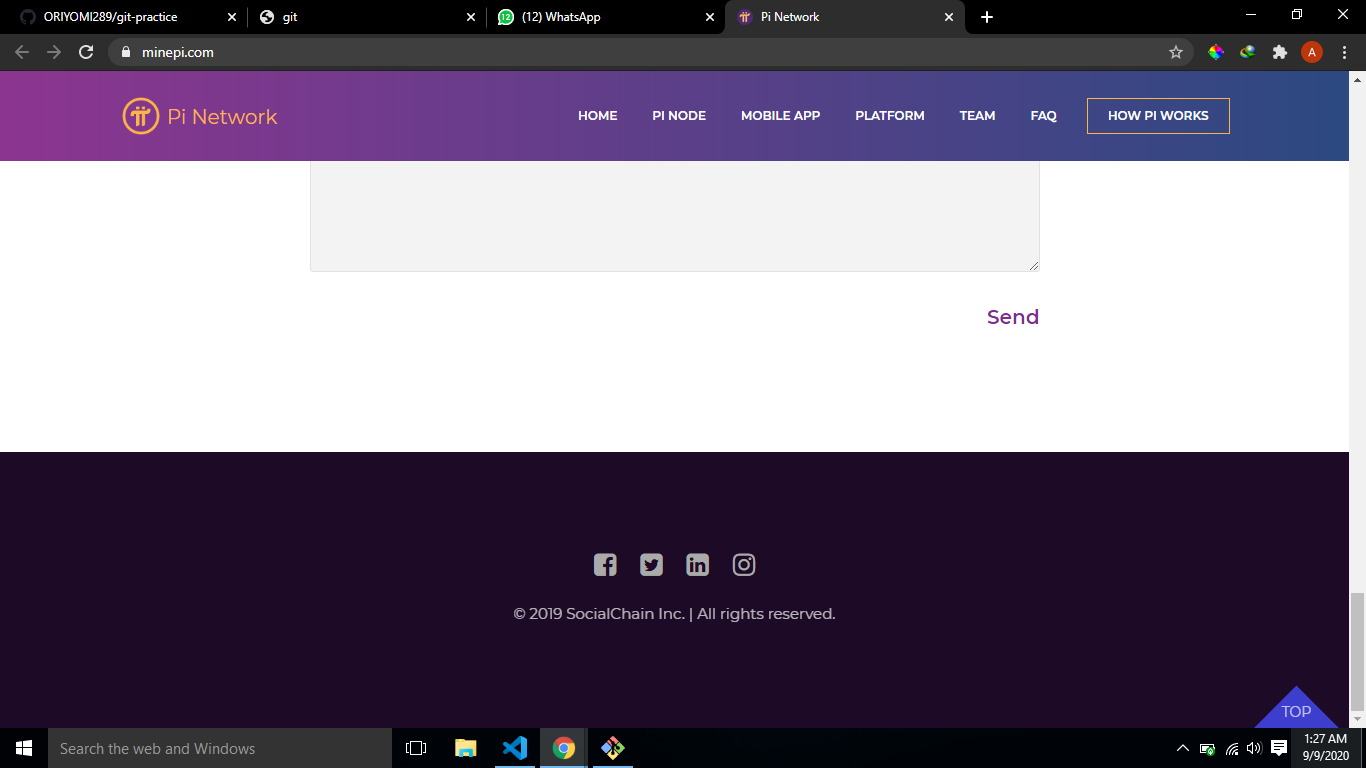 ORIYOMI289/git-practice
git
(12) WhatsApp
Pi Network
minepi.com
A
Pi Network
HOME
PI NODE
MOBILE APP
PLATFORM
TEAM
FAQ
HOW PI WORKS
Send
© 2019 SocialChain Inc. | All rights reserved.
TOP
Search the web and Windows
1:27 AM
9/9/2020